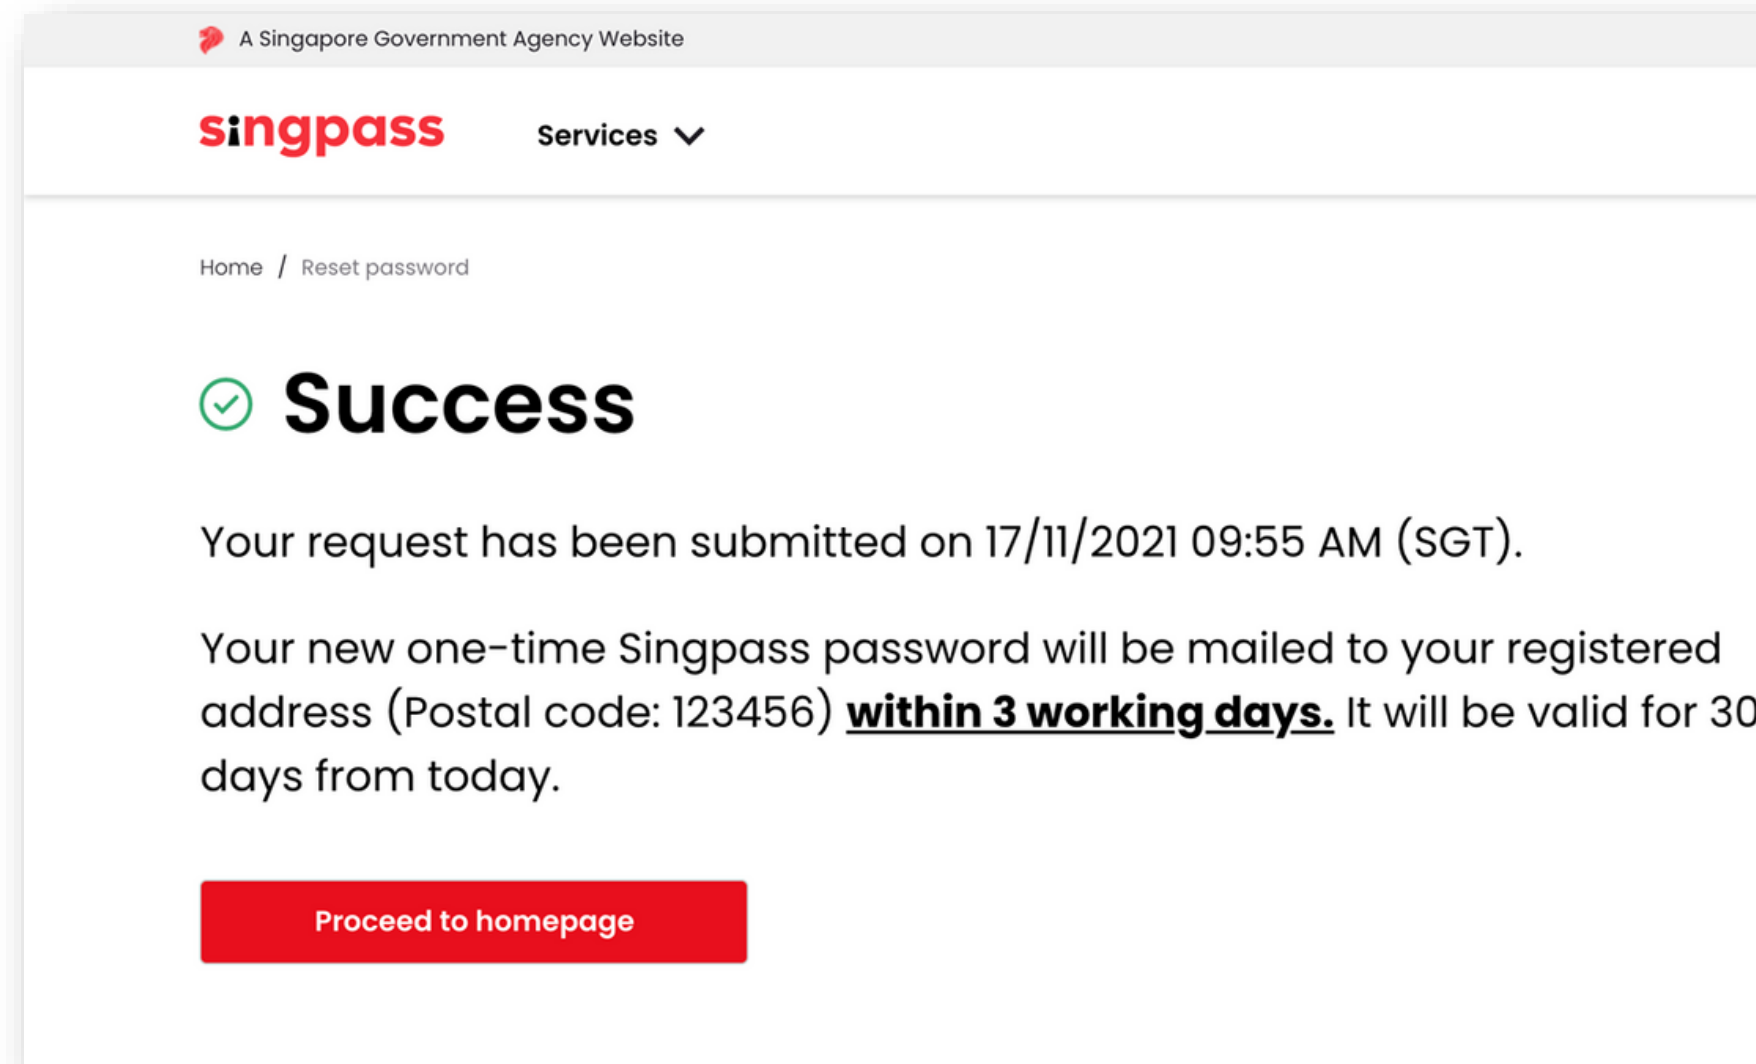 A Singapore Government Agency Website
singpass
Services
Home / Reset password
Success
Your request has been submitted on 17/11/2021 09:55 AM (SGT).
Your new one-time Singpass password will be mailed to your registered
address (Postal code: 123456) within 3 working days. It will be valid for 30
days from today.
Proceed to homepage